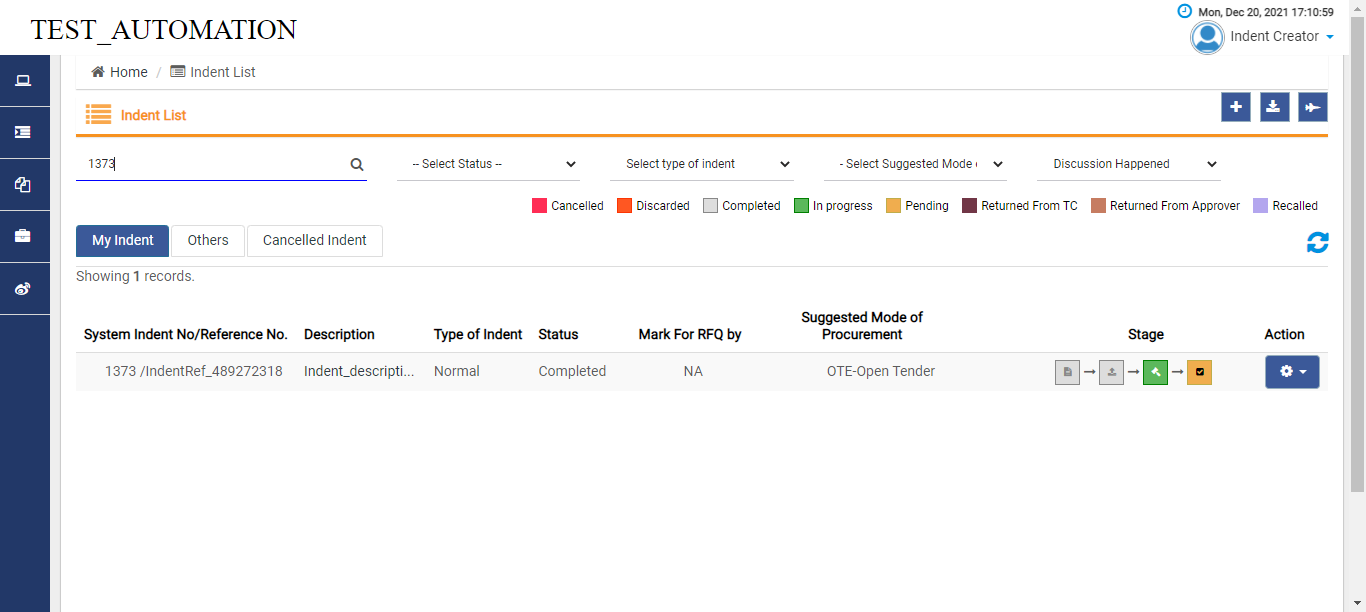 Mon, Dec 20, 2021 17:10:59
TEST_AUTOMATION
Indent Creator
Home / Indent List
Indent List
1373
-- Select Status --
Select type of indent
- Select Suggested Mode
Discussion Happened
Cancelled Discarded Completed In progress Pending Returned From TC Returned From Approver Recalled
My Indent Others Cancelled Indent
Showing 1 records.
System Indent No/Reference No. Description Type of Indent Status Mark For RFQ by Suggested Mode of Procurement Stage Action
1373 /IndentRef_489272318 Indent_descripti... Normal Completed NA OTE-Open Tender